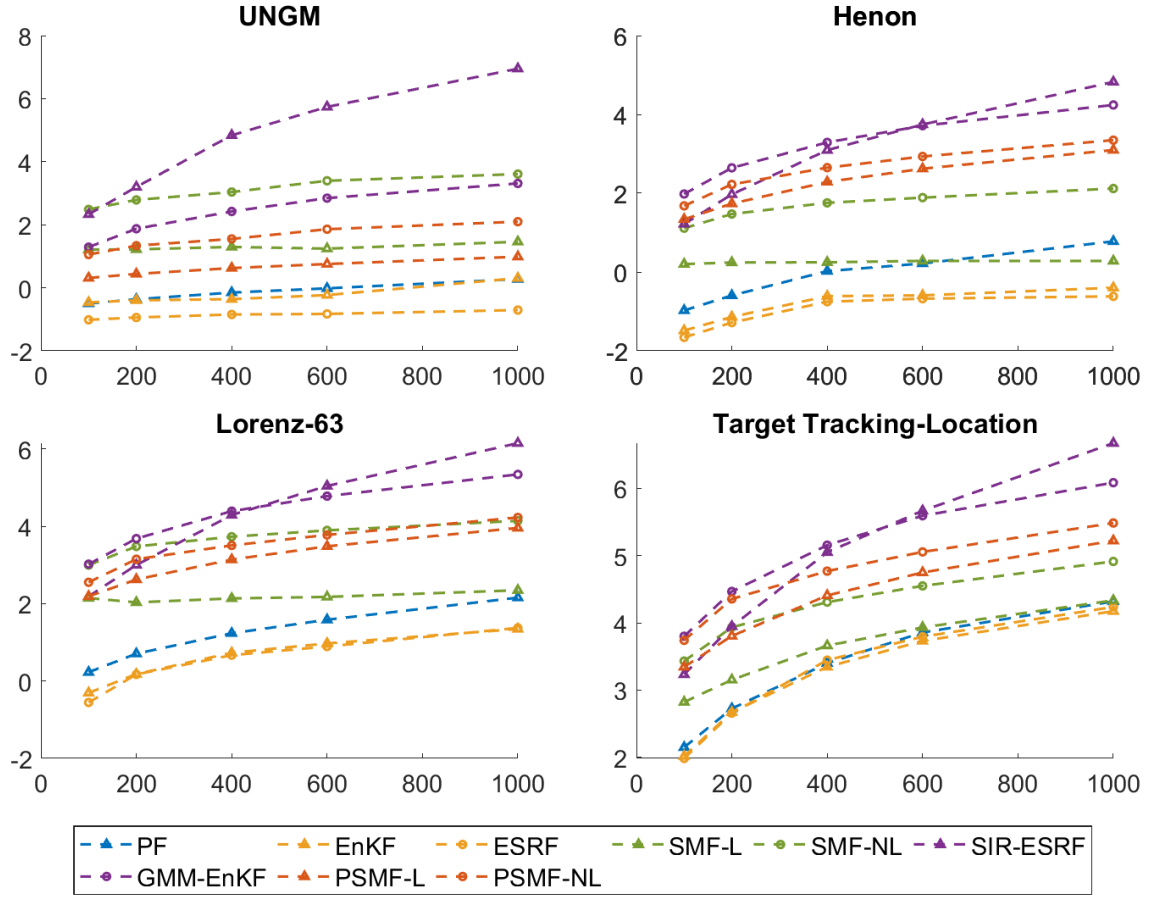 UNGM
8
6
4
2
0
-2
0 200 400 600 800 1000
Henon
6
4
2
0
-2
0 200 400 600 800 1000
Lorenz-63
6
4
2
0
-2
0 200 400 600 800 1000
Target Tracking-Location
6
5
4
3
2
0 200 400 600 800 1000
PF EnKF ESRF SMF-L SMF-NL SIR-ESRF
GMM-EnKF PSMF-L PSMF-NL